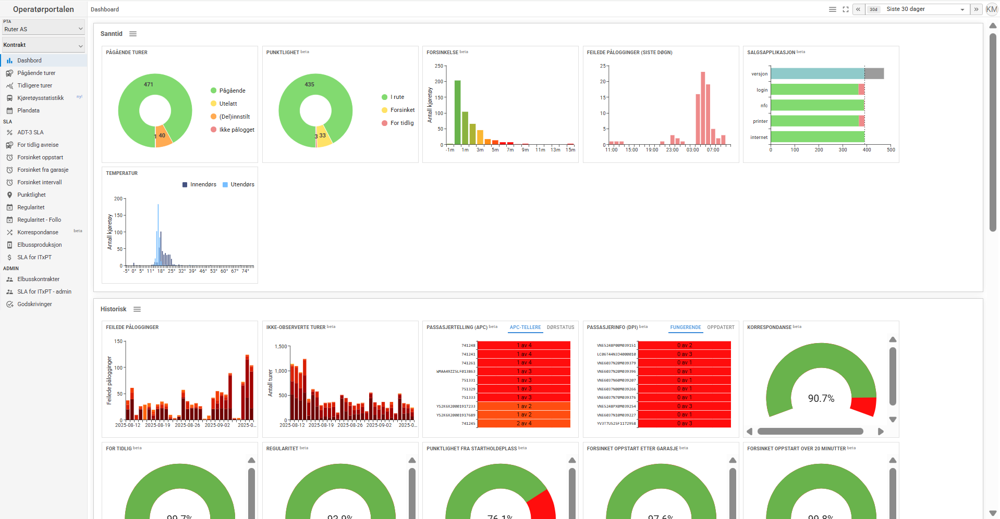 Operatørportalen
Dashboard
30d Siste 30 dager
KM
PTA
Ruter AS
Kontrakt
Dashbord
Pågående turer
Tidligere turer
Kjøretøysstatistikk ny!
Plandata
SLA
ADT-3 SLA
For tidlig avreise
Forsinket oppstart
Forsinket fra garasje
Forsinket intervall
Punktlighet
Regularitet
Regularitet - Follo
Korrespondanse beta
Elbussproduksjon
SLA for ITxPT
ADMIN
Elbusskontrakter
SLA for ITxPT - admin
Godskrivinger
Sanntid
PÅGÅENDE TURER
471
1 40
Pågående
Utelatt
(Del)innstilt
Ikke pålogget
PUNKTLIGHET beta
435
3 33
I rute
Forsinket
For tidlig
FORSINKELSE beta
Antall kjøretøy
250
200
150
100
50
0
-1m 1m 3m 5m 7m 9m 11m 13m 15m
FEILEDE PÅLOGGINGER (SISTE DØGN)
25
20
15
10
5
0
11:00 15:00 19:00 23:00 03:00 07:00
SALGSAPPLIKASJON beta
versjon
login
nfc
printer
internet
0 100 200 300 400 500
TEMPERATUR
Innendørs Utendørs
Antall kjøretøy
200
150
100
50
0
-5° 0° 5° 11° 18° 25° 32° 39° 46° 53° 60° 67° 74°
Historisk
FEILEDE PÅLOGGINGER
Feilede pålogginger
150
100
50
0
2025-08-12 2025-08-19 2025-08-26 2025-09-02 2025-0...
IKKE-OBSERVERTE TURER beta
Antall turer
1,500
1,000
500
0
2025-08-12 2025-08-19 2025-08-26 2025-09-02 2025-0...
PASSASJERTELLING (APC) beta APC-TELLERE DØRSTATUS
741248 1 av 4
741241 1 av 4
741261 1 av 4
WMAA49ZZ5LF013863 1 av 3
751331 1 av 3
751329 1 av 3
751333 1 av 3
YS2K6X20001917233 1 av 2
YS2K6X20001917689 1 av 2
741245 2 av 4
PASSASJERINFO (DPI) beta FUNGERENDE OPPDATERT
VNE5248P00M039151 0 av 2
LC06T44N3J4000010 0 av 3
VNE6037N20M039379 0 av 1
VNE6037N20M039396 0 av 1
VNE6037N60M039207 0 av 1
VNE6037N00M039266 0 av 1
VNE6037N70M039376 0 av 1
VNE5248PX0M039254 0 av 3
VNE6037N10M039227 0 av 1
YV3T7U525F1172958 0 av 3
KORRESPONDANSE beta
90.7%
FOR TIDLIG beta
99.7%
REGULARITET beta
93.9%
PUNKTLIGHET FRA STARTHOLDEPLASS beta
76.1%
FORSINKET OPPSTART ETTER GARASJE beta
97.6%
FORSINKET OPPSTART OVER 20 MINUTTER beta
99.8%